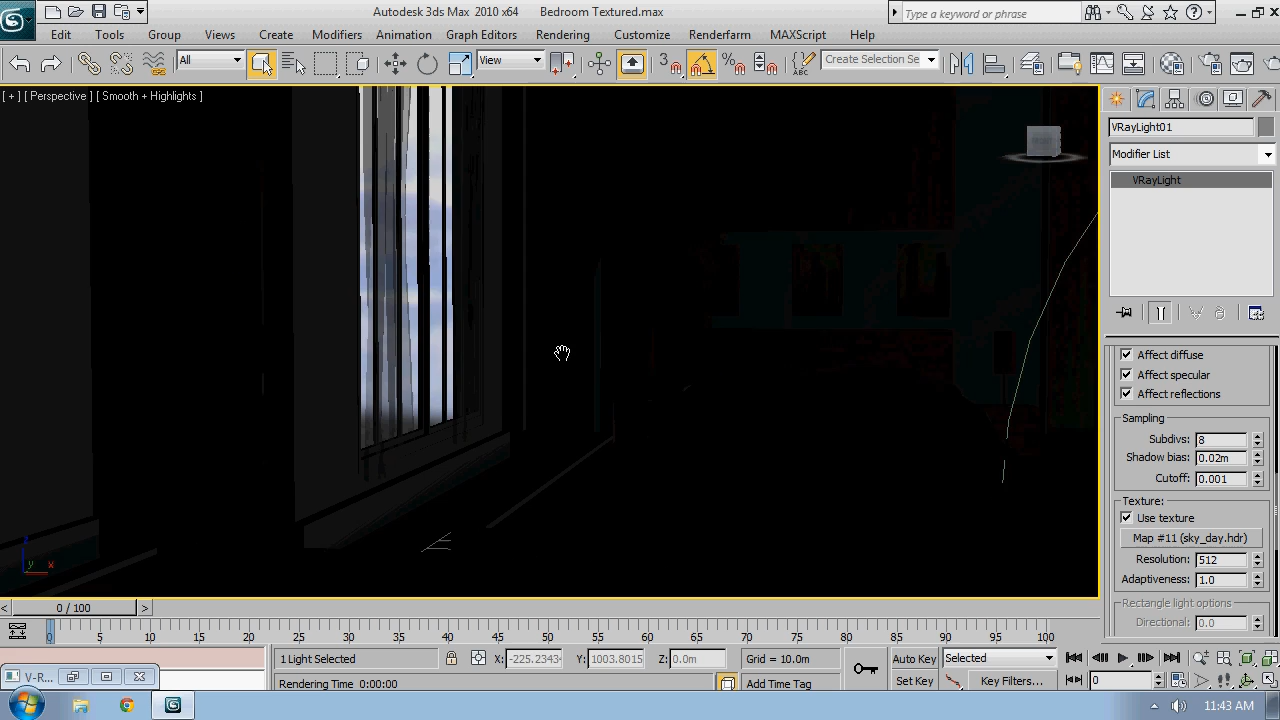 Autodesk 3ds Max 2010 x64 Bedroom Textured.max
Type a keyword or phrase
Edit Tools Group Views Create Modifiers Animation Graph Editors Rendering Customize Renderfarm MAXScript Help
All View 3 ABC Create Selection Se
[ + ] [ Perspective ] [ Smooth + Highlights ]
VRayLight01
Modifier List
VRayLight
Affect diffuse
Affect specular
Affect reflections
Sampling
Subdivs: 8
Shadow bias: 0.02m
Cutoff: 0.001
Texture:
Use texture
Map #11 (sky_day.hdr)
Resolution: 512
Adaptiveness: 1.0
Rectangle light options
Directional: 0.0
z
y x
< 0 / 100 >
0 5 10 15 20 25 30 35 40 45 50 55 60 65 70 75 80 85 90 95 100
1 Light Selected X: -225.2343 Y: 1003.8015 Z: 0.0m Grid = 10.0m Auto Key Selected
V-R...
Rendering Time 0:00:00 Add Time Tag Set Key Key Filters... 0
11:43 AM